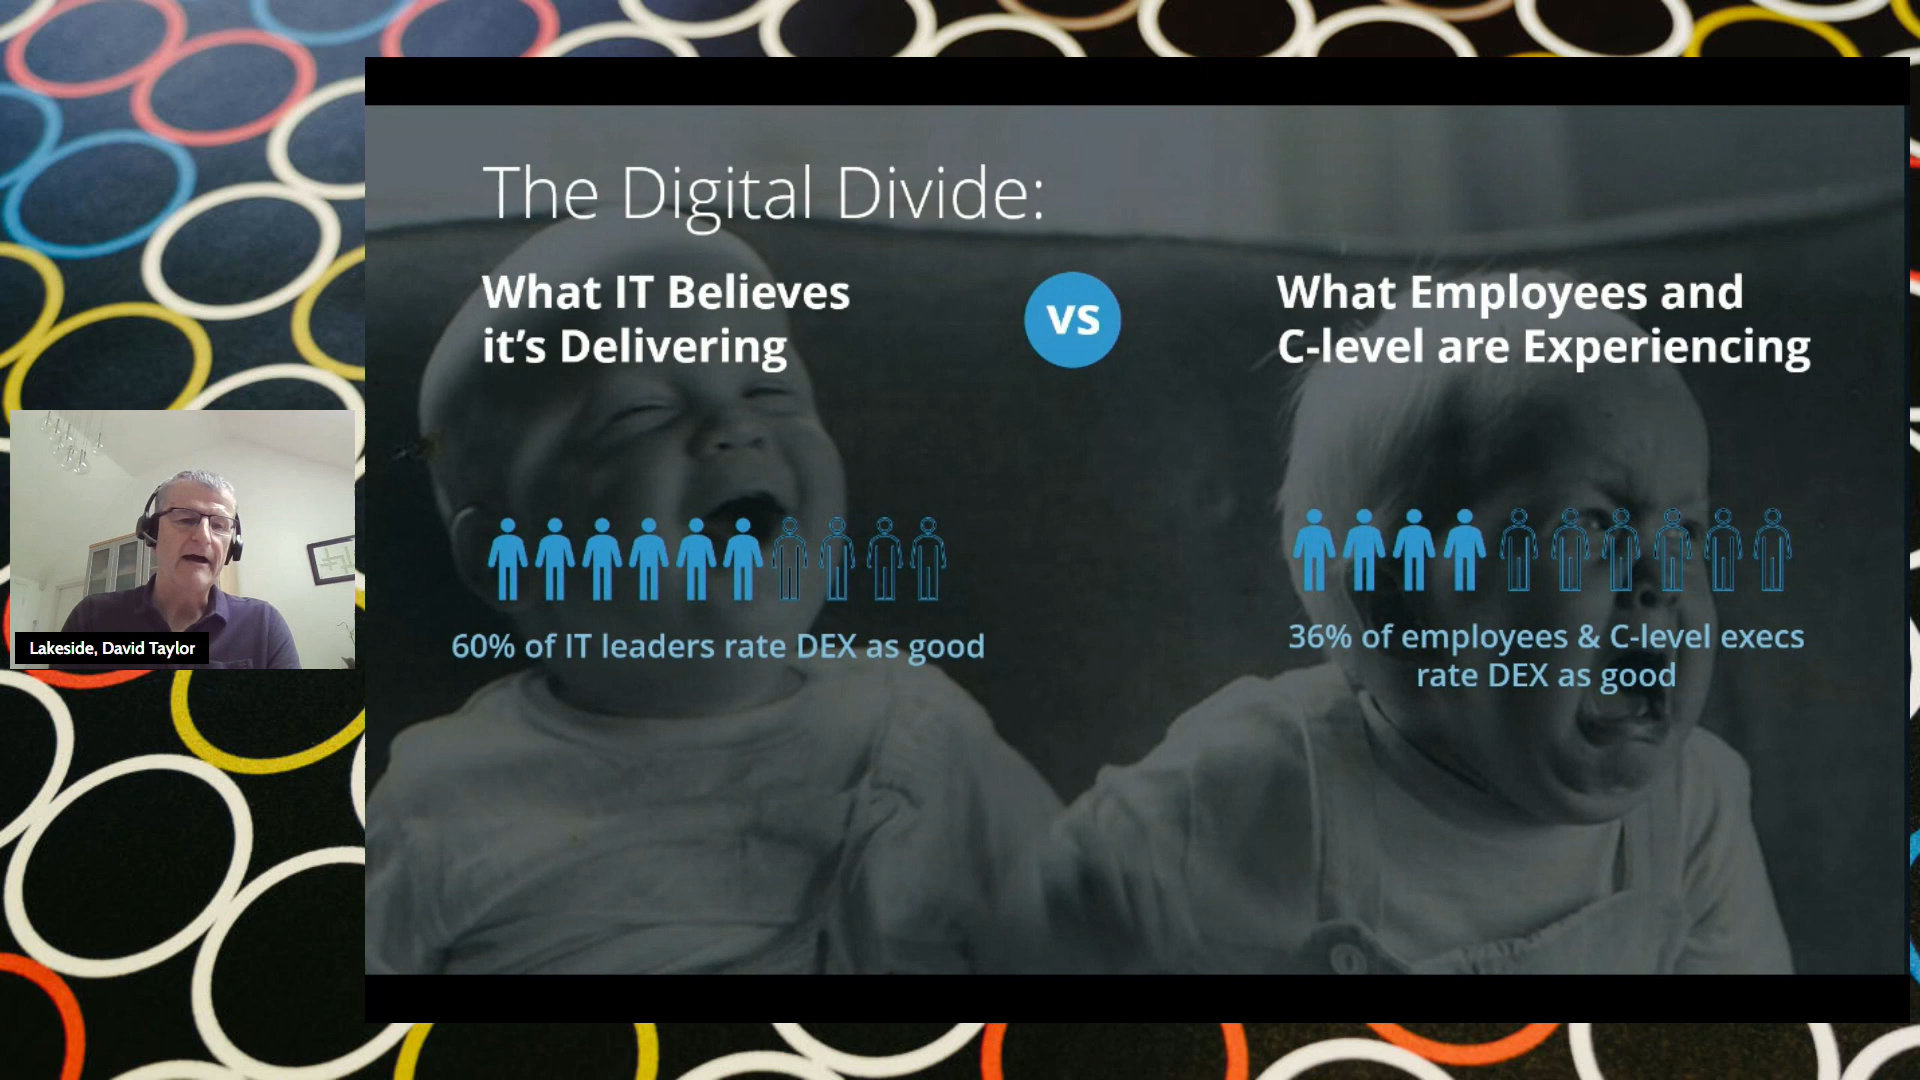 The Digital Divide:
What IT Believes
it's Delivering
VS
What Employees and
C-level are Experiencing
60% of IT leaders rate DEX as good
36% of employees & C-level execs
rate DEX as good
Lakeside, David Taylor